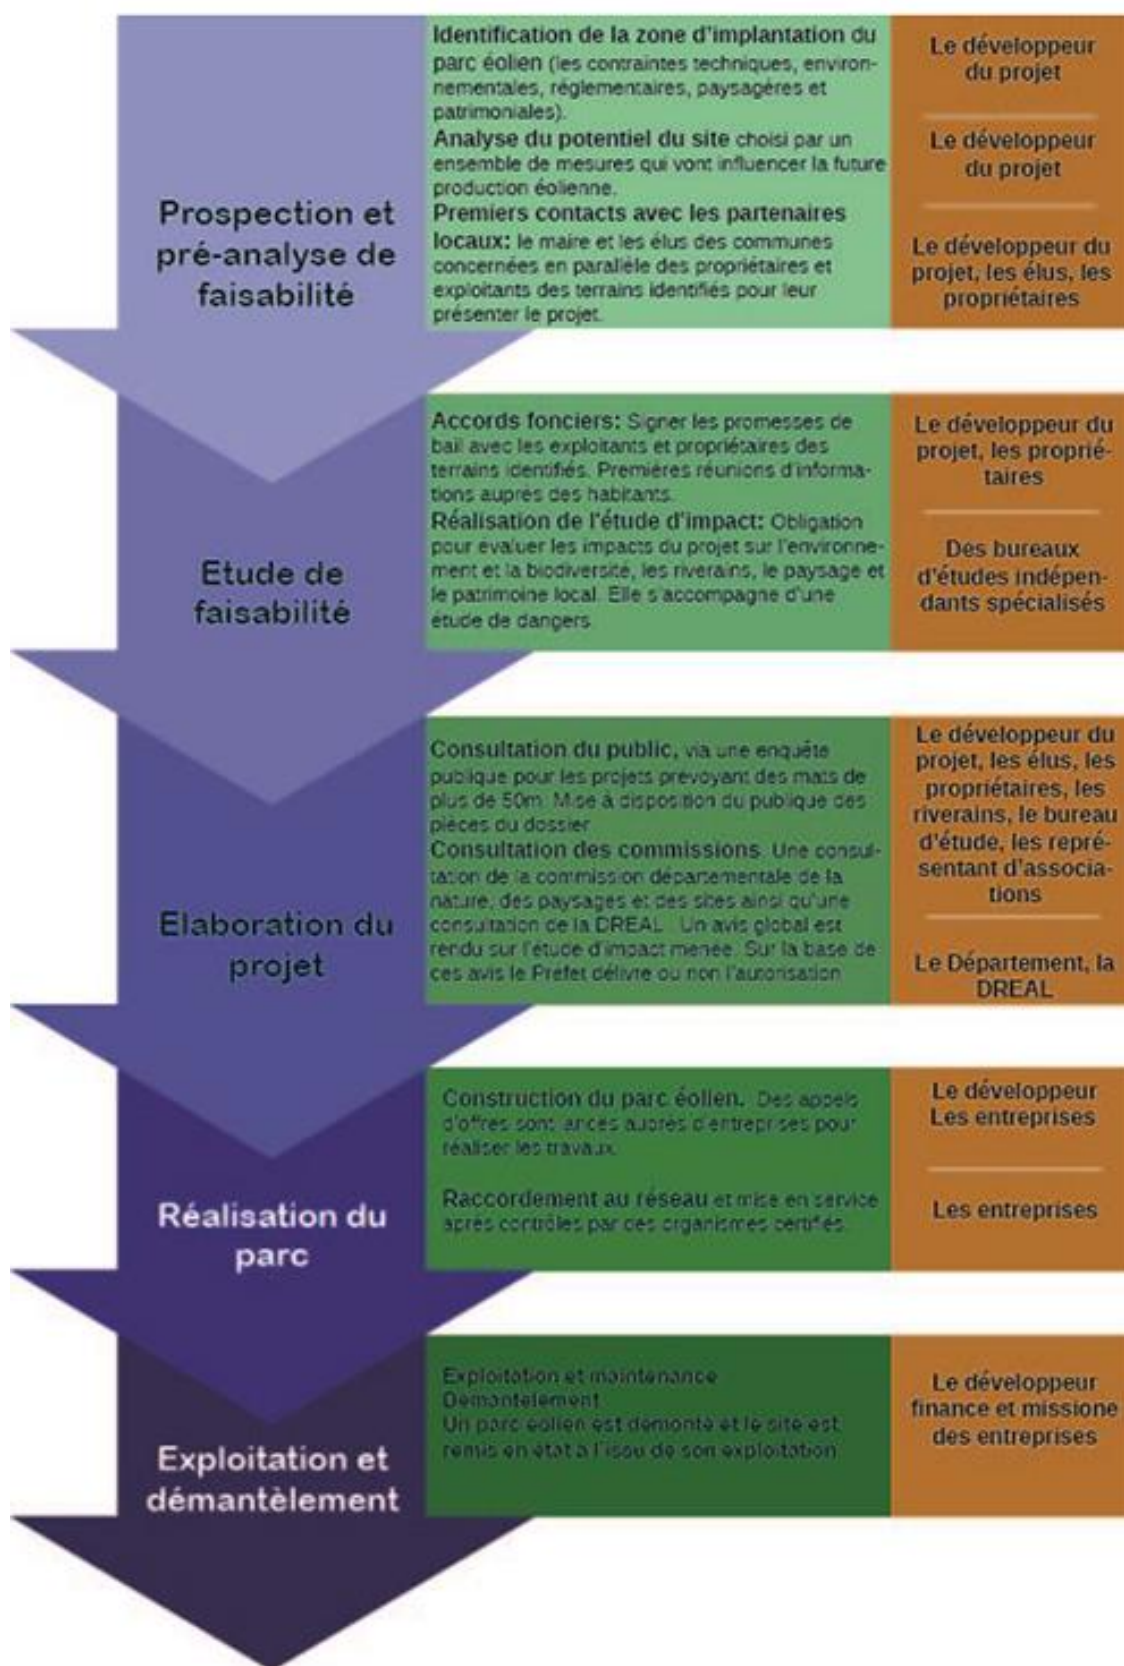 Prospection et
pré-analyse de
faisabilité
Identification de la zone d'implantation du
parc éolien (les contraintes techniques, environ-
nementales, réglementaires, paysagères et
patrimoniales).
Analyse du potentiel du site choisi par un
ensemble de mesures qui vont influencer la future
production éolienne.
Premiers contacts avec les partenaires
locaux: le maire et les élus des communes
concernées en parallèle des propriétaires et
exploitants des terrains identifiés pour leur
présenter le projet.
Le développeur
du projet
Le développeur
du projet
Le développeur du
projet, les élus, les
propriétaires
Etude de
faisabilité
Accords fonciers: Signer les promesses de
bail avec les exploitants et propriétaires des
terrains identifiés. Premières réunions d'informa-
tions auprès des habitants.
Réalisation de l'étude d'impact: Obligation
pour évaluer les impacts du projet sur l'environne-
ment et la biodiversité, les riverains, le paysage et
le patrimoine local. Elle s'accompagne d'une
étude de dangers.
Le développeur du
projet, les proprié-
taires
Des bureaux
d'études indépen-
dants spécialisés
Elaboration du
projet
Consultation du public, via une enquête
publique pour les projets prévoyant des mats de
plus de 50m. Mise à disposition du publique des
pièces du dossier
Consultation des commissions. Une consul-
tation de la commission départementale de la
nature, des paysages et des sites ainsi qu'une
consultation de la DREAL . Un avis global est
rendu sur l'étude d'impact menée. Sur la base de
ces avis le Préfet délivre ou non l'autorisation
Le développeur du
projet, les élus, les
propriétaires, les
riverains, le bureau
d'étude, les repré-
sentant d'associa-
tions
Le Département, la
DREAL
Réalisation du
parc
Construction du parc éolien. Des appels
d'offres sont lancés auprès d'entreprises pour
réaliser les travaux.
Raccordement au réseau et mise en service
après contrôles par des organismes certifiés.
Le développeur
Les entreprises
Les entreprises
Exploitation et
démantèlement
Exploitation et maintenance
Démantèlement
Un parc éolien est démonté et le site est
remis en état à l'issu de son exploitation
Le développeur
finance et missione
des entreprises